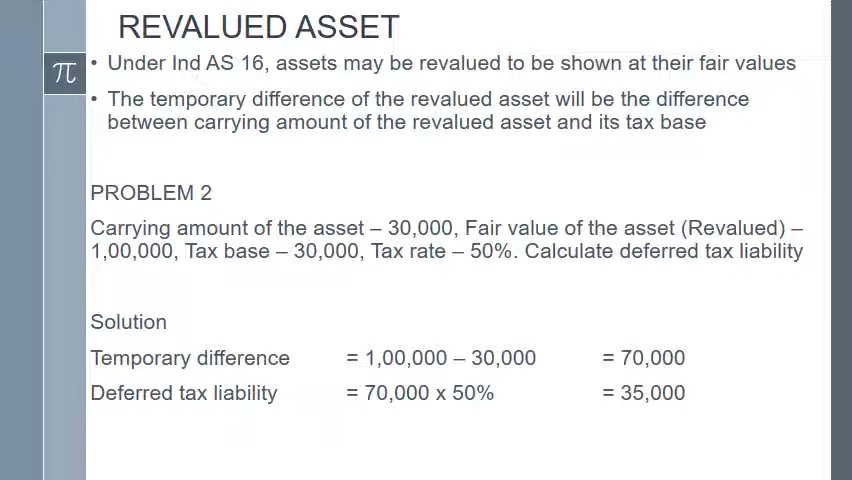 REVALUED ASSET
π
• Under Ind AS 16, assets may be revalued to be shown at their fair values
• The temporary difference of the revalued asset will be the difference
between carrying amount of the revalued asset and its tax base
PROBLEM 2
Carrying amount of the asset – 30,000, Fair value of the asset (Revalued) –
1,00,000, Tax base – 30,000, Tax rate – 50%. Calculate deferred tax liability
Solution
Temporary difference = 1,00,000 – 30,000 = 70,000
Deferred tax liability = 70,000 x 50% = 35,000